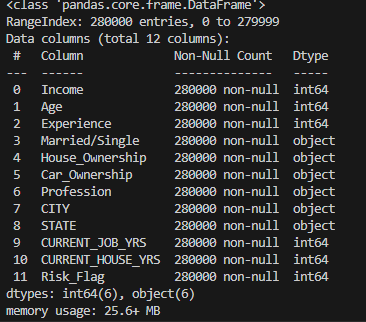 <class 'pandas.core.frame.DataFrame'>
RangeIndex: 280000 entries, 0 to 279999
Data columns (total 12 columns):
 #   Column             Non-Null Count   Dtype
---  ------             --------------   -----
 0   Income             280000 non-null  int64
 1   Age                280000 non-null  int64
 2   Experience         280000 non-null  int64
 3   Married/Single     280000 non-null  object
 4   House_Ownership    280000 non-null  object
 5   Car_Ownership      280000 non-null  object
 6   Profession         280000 non-null  object
 7   CITY               280000 non-null  object
 8   STATE              280000 non-null  object
 9   CURRENT_JOB_YRS    280000 non-null  int64
 10  CURRENT_HOUSE_YRS  280000 non-null  int64
 11  Risk_Flag          280000 non-null  int64
dtypes: int64(6), object(6)
memory usage: 25.6+ MB